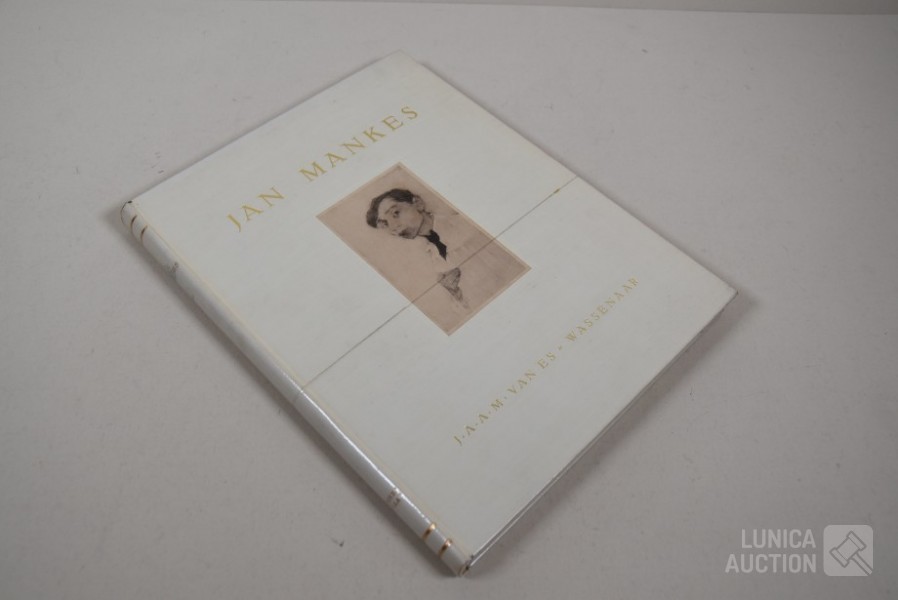 JAN MANKES
J·A·A·M·VAN ES · WASSENAAR
LUNICA
AUCTION